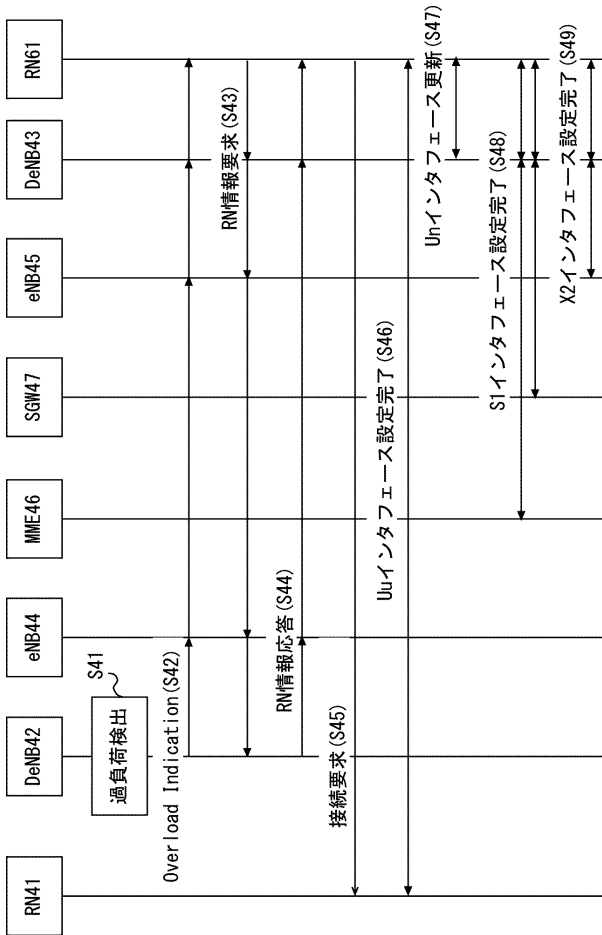 RN41
DeNB42
eNB44
MME46
SGW47
eNB45
DeNB43
RN61
過負荷検出
S41
Overload Indication(S42)
RN情報要求(S43)
RN情報応答(S44)
接続要求(S45)
Uuインタフェース設定完了(S46)
Unインタフェース更新(S47)
S1インタフェース設定完了(S48)
X2インタフェース設定完了(S49)